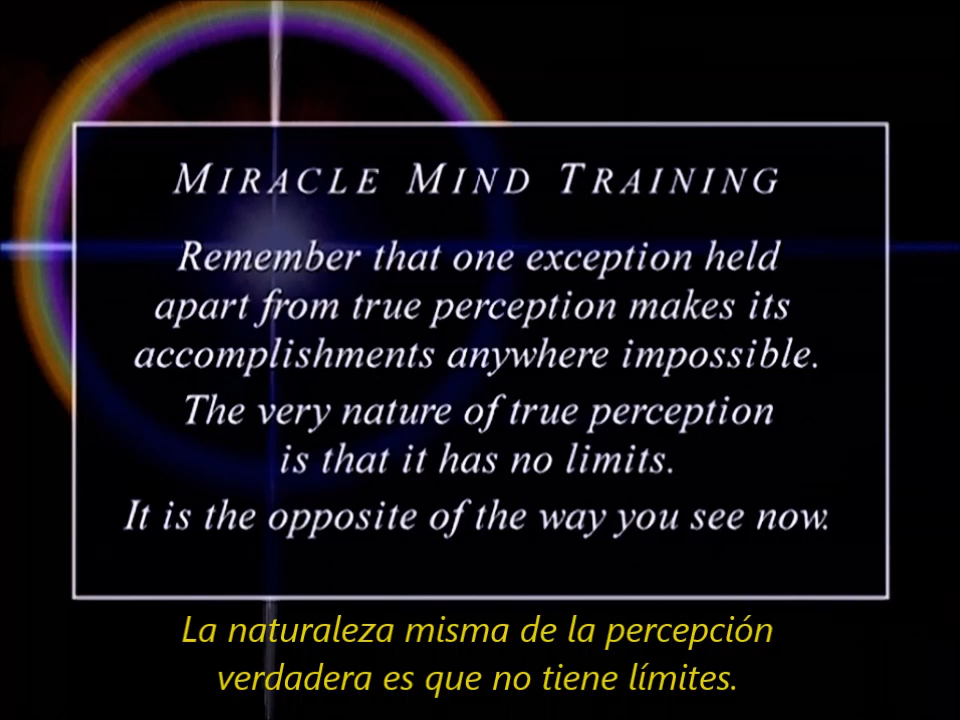 MIRACLE MIND TRAINING
Remember that one exception held
apart from true perception makes its
accomplishments anywhere impossible.
The very nature of true perception
is that it has no limits.
It is the opposite of the way you see now.
La naturaleza misma de la percepción
verdadera es que no tiene límites.